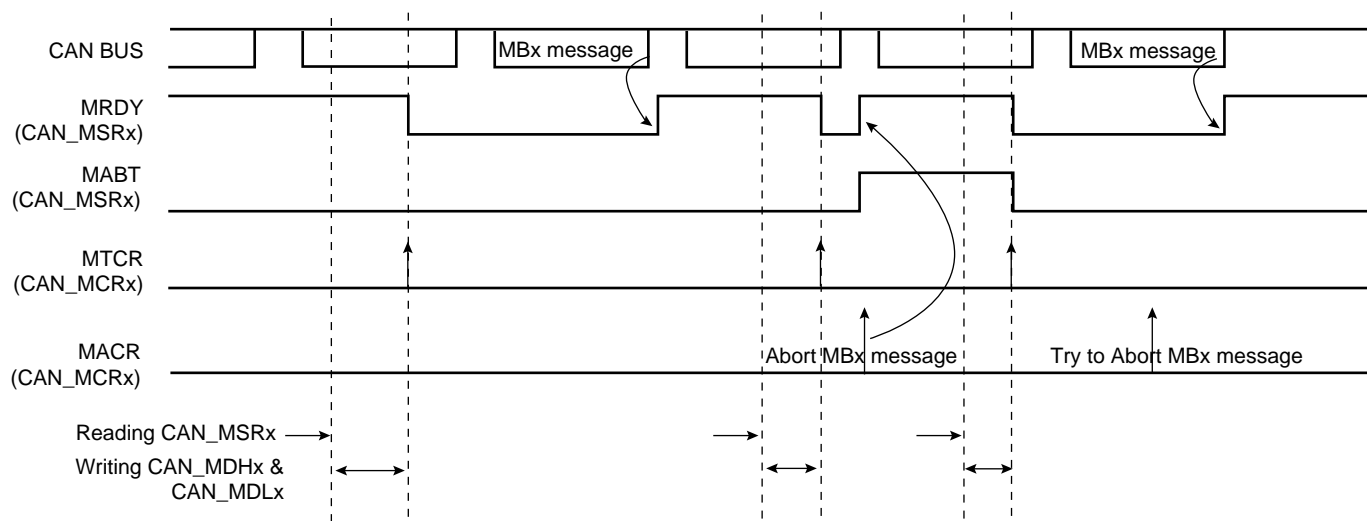 CAN BUS
MBx message
MBx message
MRDY
(CAN_MSRx)
MABT
(CAN_MSRx)
MTCR
(CAN_MCRx)
Abort MBx message
Try to Abort MBx message
MACR
(CAN_MCRx)
Reading CAN_MSRx
Writing CAN_MDHx &
CAN_MDLx